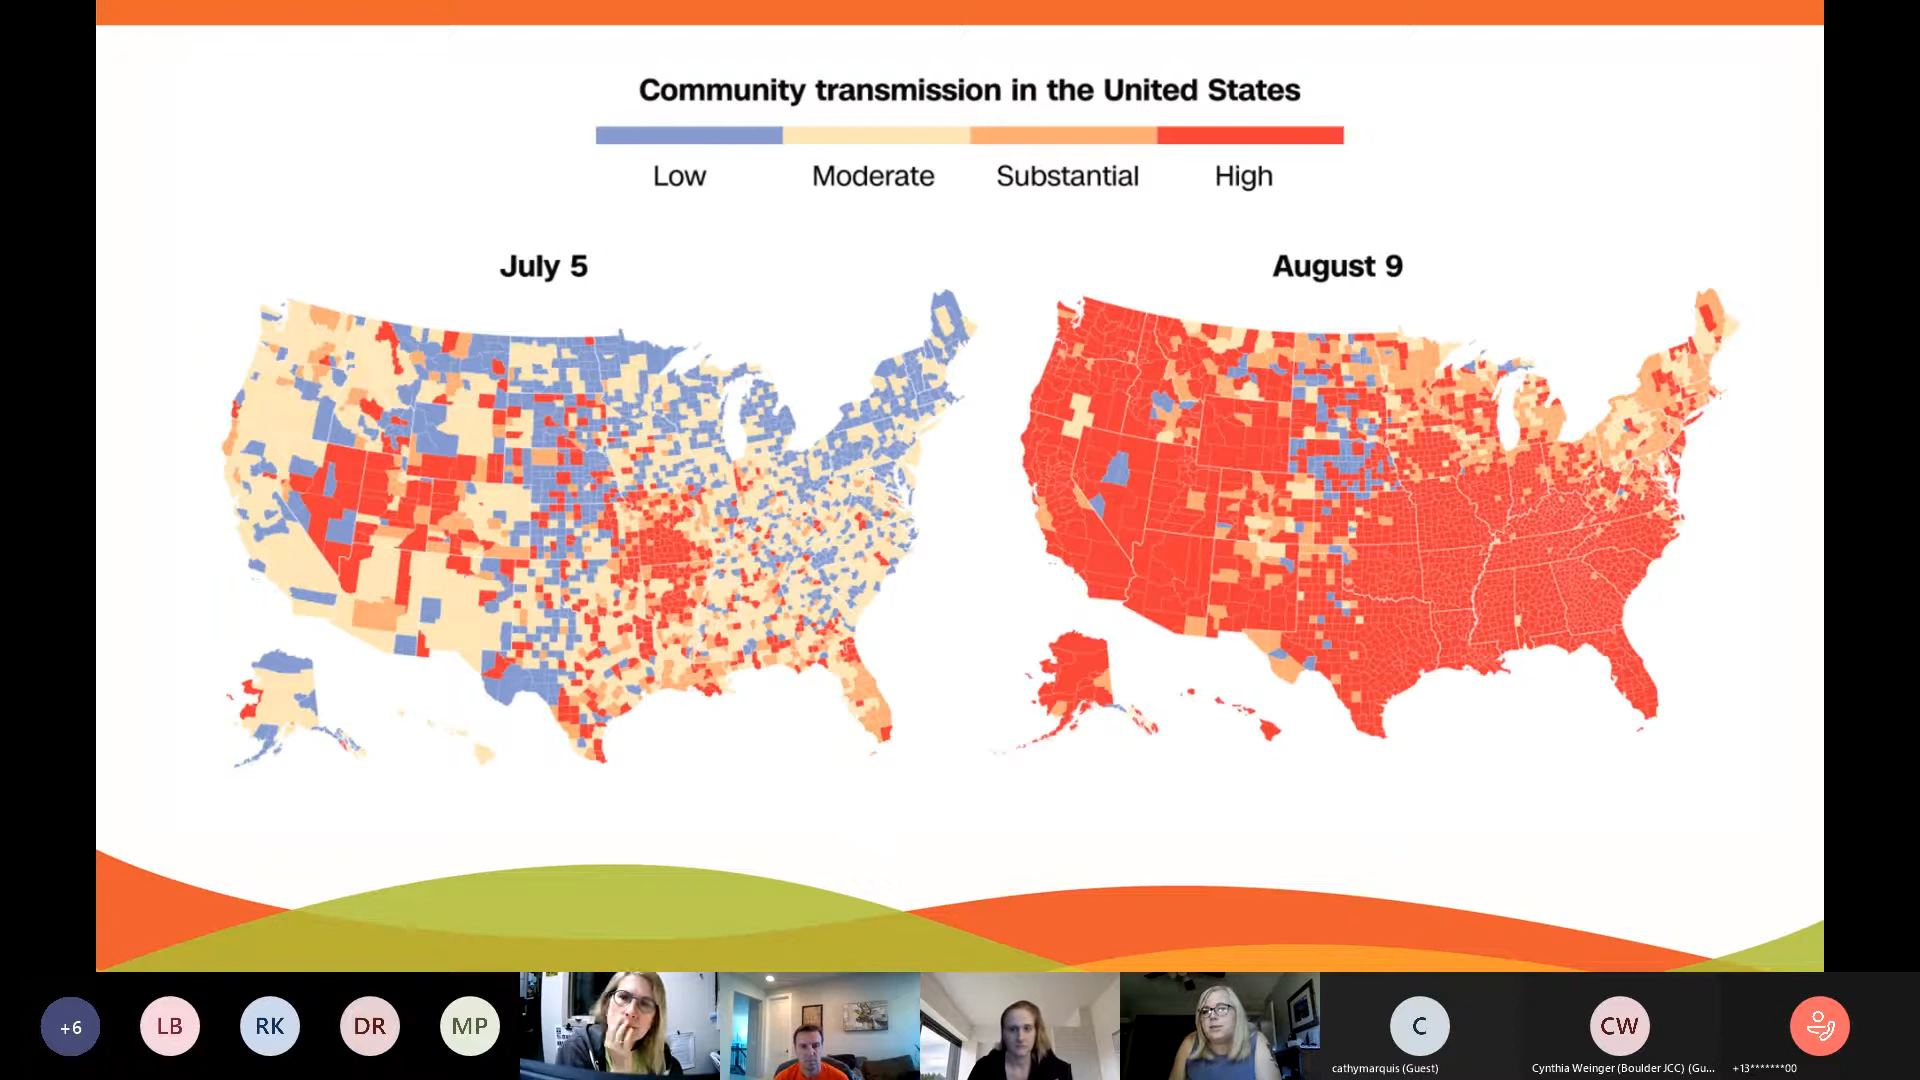 Community transmission in the United States
Low Moderate Substantial High
July 5 August 9
+6 LB RK DR MP C CW
cathymarquis (Guest) Cynthia Weinger (Boulder JCC) (Gu... +13*******00